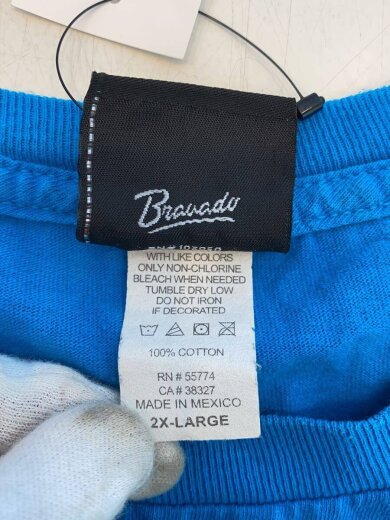 Bravado
WITH LIKE COLORS
ONLY NON-CHLORINE
BLEACH WHEN NEEDED
TUMBLE DRY LOW
DO NOT IRON
IF DECORATED
100% COTTON
RN # 55774
CA # 38327
MADE IN MEXICO
2X-LARGE